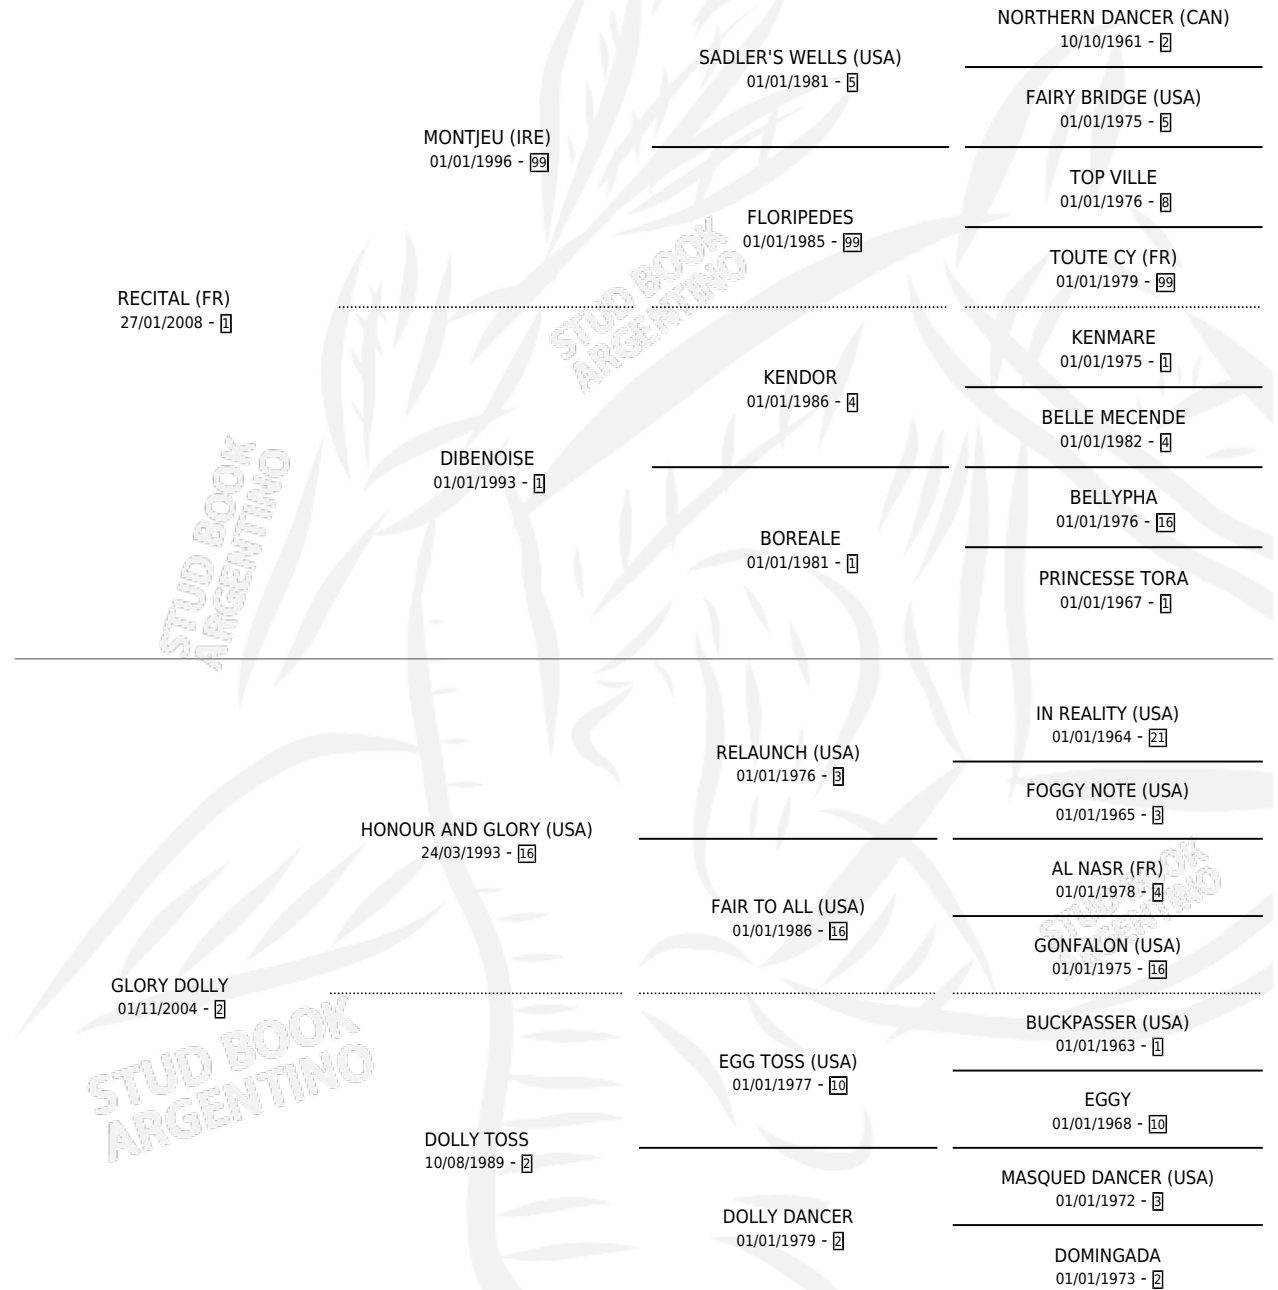 NORTHERN DANCER (CAN)
10/10/1961 - 2
SADLER'S WELLS (USA)
01/01/1981 - 5
FAIRY BRIDGE (USA)
01/01/1975 - 5
MONTJEU (IRE)
01/01/1996 - 99
TOP VILLE
01/01/1976 - 8
FLORIPEDES
01/01/1985 - 99
TOUTE CY (FR)
01/01/1979 - 99
RECITAL (FR)
27/01/2008 - 1
STUD BOOK
ARGENTINO
KENMARE
01/01/1975 - 1
KENDOR
01/01/1986 - 4
BELLE MECENDE
01/01/1982 - 4
DIBENOISE
01/01/1993 - 1
BELLYPHA
01/01/1976 - 16
BOREALE
01/01/1981 - 1
PRINCESSE TORA
01/01/1967 - 1
STUD BOOK
ARGENTINO
IN REALITY (USA)
01/01/1964 - 21
RELAUNCH (USA)
01/01/1976 - 3
FOGGY NOTE (USA)
01/01/1965 - 3
HONOUR AND GLORY (USA)
24/03/1993 - 16
AL NASR (FR)
01/01/1978 - 4
FAIR TO ALL (USA)
01/01/1986 - 16
GONFALON (USA)
01/01/1975 - 16
STUD BOOK
ARGENTINO
GLORY DOLLY
01/11/2004 - 2
BUCKPASSER (USA)
01/01/1963 - 1
EGG TOSS (USA)
01/01/1977 - 10
EGGY
01/01/1968 - 10
STUD BOOK
ARGENTINO
DOLLY TOSS
10/08/1989 - 2
MASQUED DANCER (USA)
01/01/1972 - 3
DOLLY DANCER
01/01/1979 - 2
DOMINGADA
01/01/1973 - 2